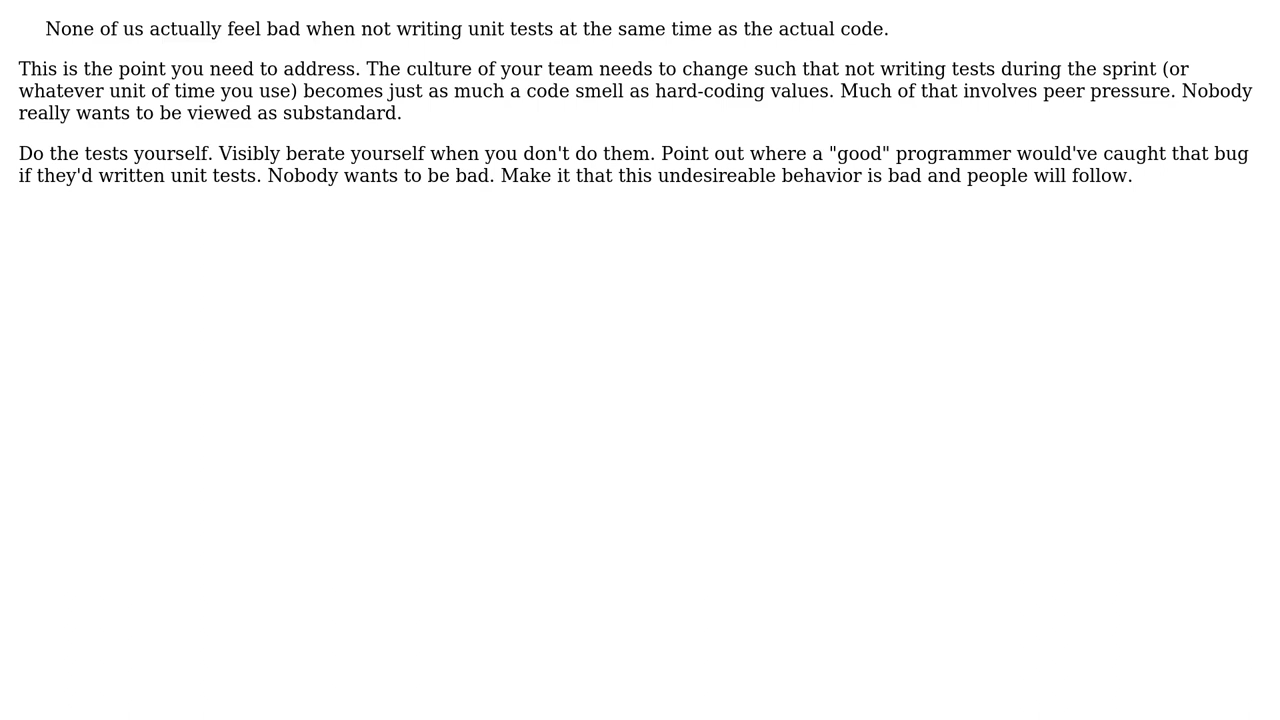 None of us actually feel bad when not writing unit tests at the same time as the actual code.
This is the point you need to address. The culture of your team needs to change such that not writing tests during the sprint (or
whatever unit of time you use) becomes just as much a code smell as hard-coding values. Much of that involves peer pressure. Nobody
really wants to be viewed as substandard.
Do the tests yourself. Visibly berate yourself when you don't do them. Point out where a "good" programmer would've caught that bug
if they'd written unit tests. Nobody wants to be bad. Make it that this undesireable behavior is bad and people will follow.